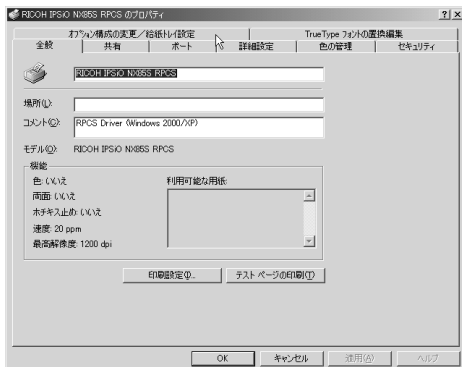 RICOH IPSiO NX85S RPCS のプロパティ
オプション構成の変更／給紙トレイ設定 TrueType フォントの置換編集
全般 共有 ポート 詳細設定 色の管理 セキュリティ
RICOH IPSiO NX85S RPCS
場所(L):
コメント(C): RPCS Driver (Windows 2000/XP)
モデル(O): RICOH IPSiO NX85S RPCS
機能
色: いいえ 利用可能な用紙:
両面: いいえ
ホチキス止め: いいえ
速度: 20 ppm
最高解像度: 1200 dpi
印刷設定(I)... テスト ページの印刷(T)
OK キャンセル 適用(A) ヘルプ